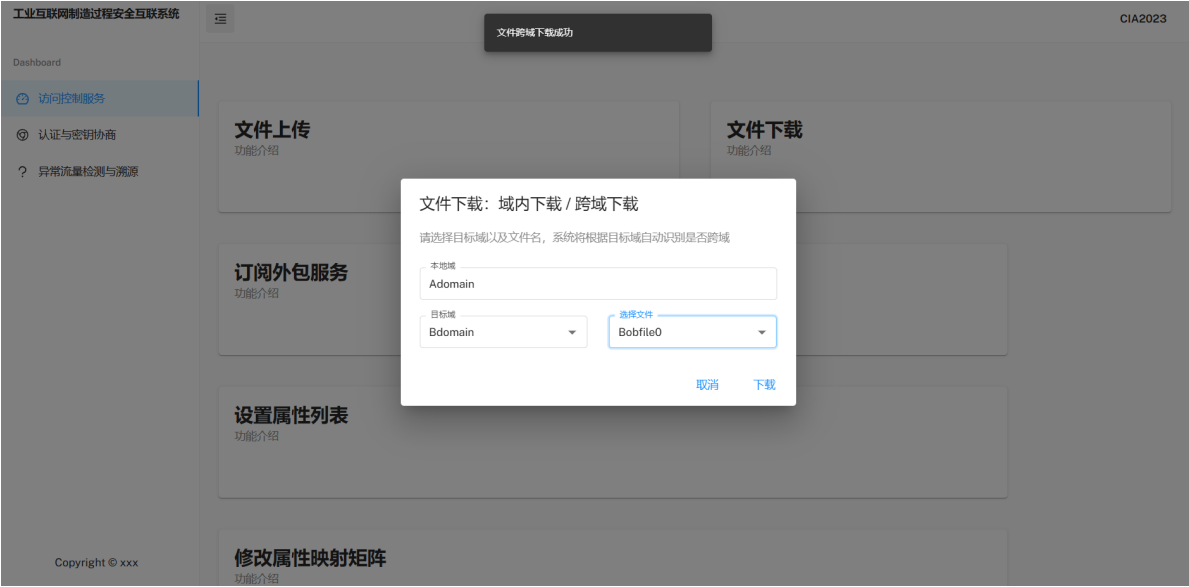 工业互联网制造过程安全互联系统
文件跨域下载成功
CIA2023
Dashboard
访问控制服务
认证与密钥协商
异常流量检测与溯源
文件上传
功能介绍
文件下载
功能介绍
文件下载：域内下载 / 跨域下载
请选择目标域以及文件名，系统将根据目标域自动识别是否跨域
本地域
Adomain
目标域
Bdomain
选择文件
Bobfile0
取消
下载
订阅外包服务
功能介绍
设置属性列表
功能介绍
修改属性映射矩阵
功能介绍
Copyright © xxx